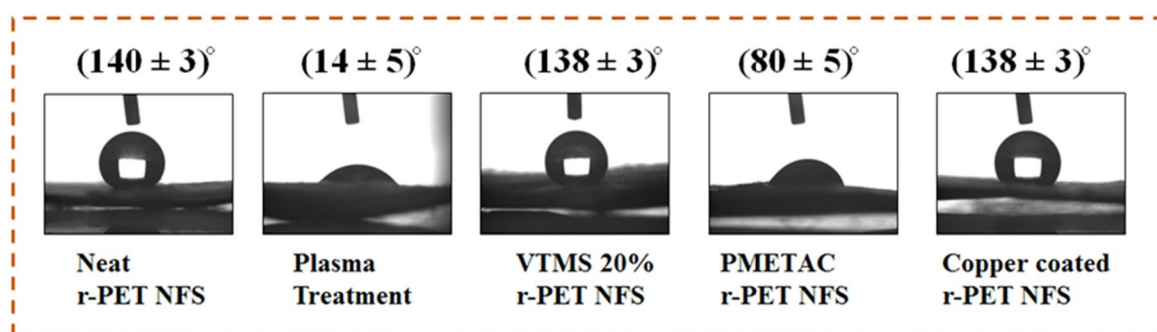 (140 ± 3)°
(14 ± 5)°
(138 ± 3)°
(80 ± 5)°
(138 ± 3)°
Neat
r-PET NFS
Plasma
Treatment
VTMS 20%
r-PET NFS
PMETAC
r-PET NFS
Copper coated
r-PET NFS